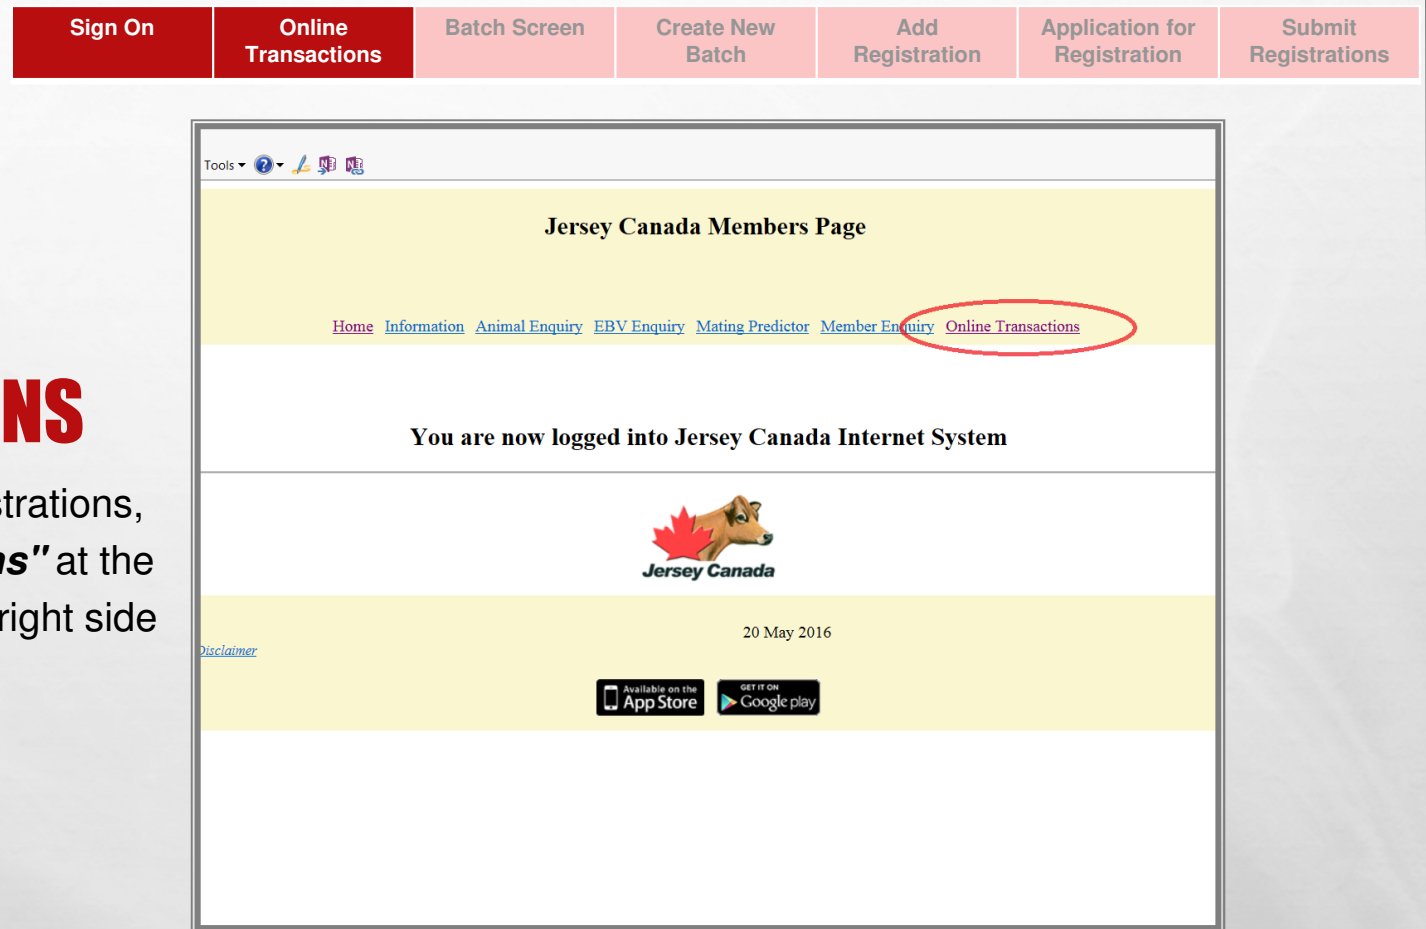 Sign On
Online
Transactions
Batch Screen
Create New
Batch
Add
Registration
Application for
Registration
Submit
Registrations
Tools
Jersey Canada Members Page
Home Information Animal Enquiry EBV Enquiry Mating Predictor Member Enquiry Online Transactions
You are now logged into Jersey Canada Internet System
Jersey Canada
20 May 2016
Disclaimer
Available on the
App Store
GET IT ON
Google play
NS
strations,
ns" at the
right side